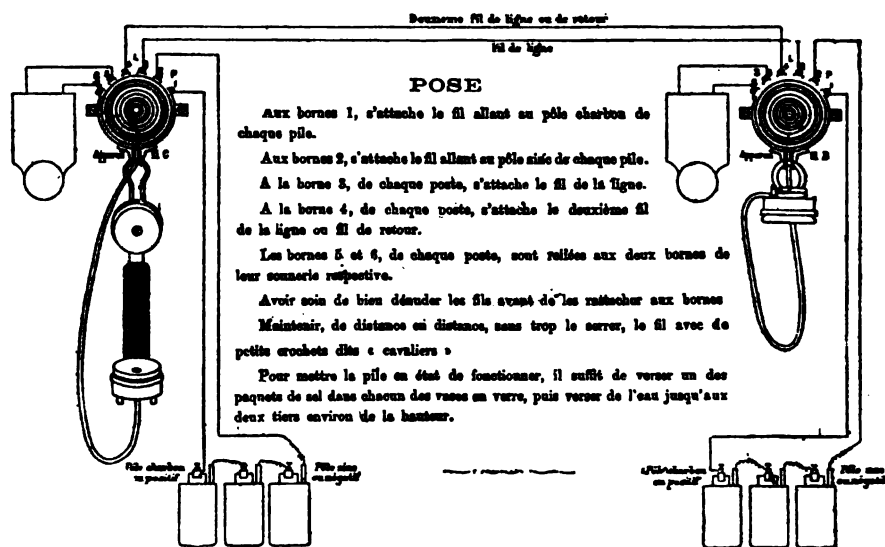 Deuxième fil de ligne ou de retour
fil de ligne
POSE
Aux bornes 1, s'attache le fil allant au pôle charbon de
chaque pile.
Aux bornes 2, s'attache le fil allant au pôle zinc de chaque pile.
A la borne 3, de chaque poste, s'attache le fil de la ligne.
A la borne 4, de chaque poste, s'attache le deuxième fil
de la ligne ou fil de retour.
Les bornes 5 et 6, de chaque poste, sont reliées aux deux bornes de
leur sonnerie respective.
Avoir soin de bien dénuder les fils avant de les rattacher aux bornes
Maintenir, de distance en distance, sans trop le serrer, le fil avec de
petits crochets dits « cavaliers »
Pour mettre la pile en état de fonctionner, il suffit de verser un des
paquets de sel dans chacun des vases en verre, puis verser de l'eau jusqu'aux
deux tiers environ de la hauteur.
Appareil
C
Appareil
B
Pôle charbon
ou positif
Pôle zinc
ou négatif
Pôle charbon
ou positif
Pôle zinc
ou négatif